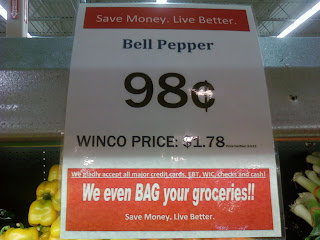 Save Money. Live Better.
Bell Pepper
98¢
WINCO PRICE: $1.78
We gladly accept all major credit cards, EBT, WIC, checks and cash!
We even BAG your groceries!!
Save Money. Live Better.